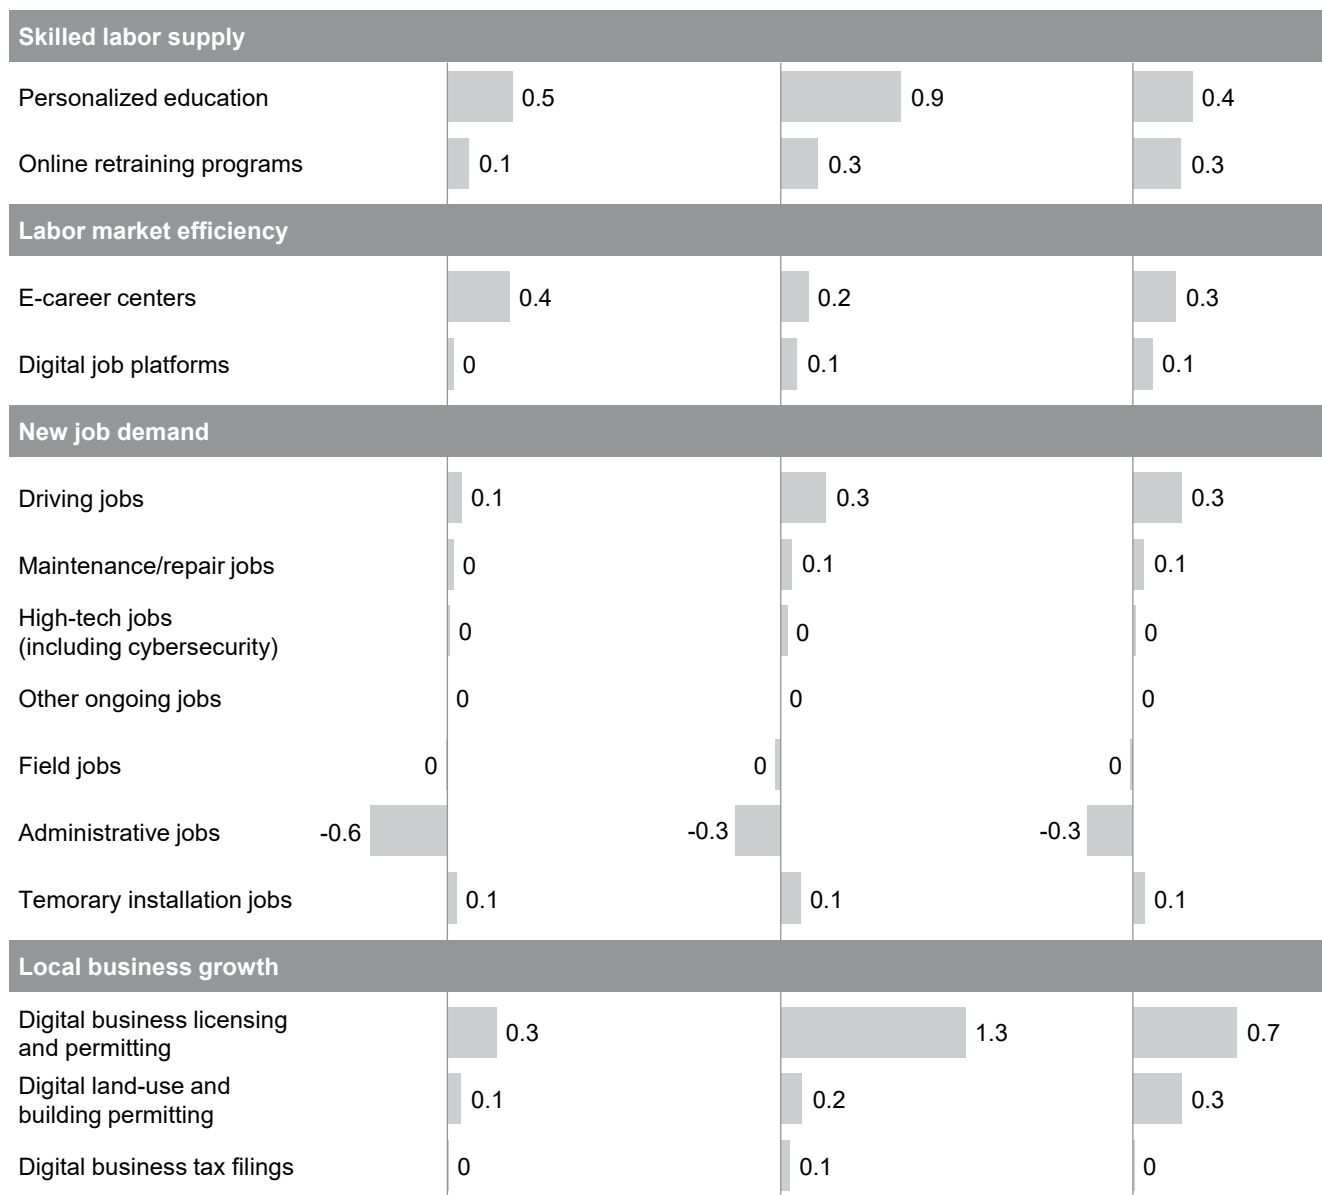 Skilled labor supply
Personalized education 0.5 0.9 0.4
Online retraining programs 0.1 0.3 0.3
Labor market efficiency
E-career centers 0.4 0.2 0.3
Digital job platforms 0 0.1 0.1
New job demand
Driving jobs 0.1 0.3 0.3
Maintenance/repair jobs 0 0.1 0.1
High-tech jobs
(including cybersecurity) 0 0 0
Other ongoing jobs 0 0 0
Field jobs 0 0 0
Administrative jobs -0.6 -0.3 -0.3
Temorary installation jobs 0.1 0.1 0.1
Local business growth
Digital business licensing
and permitting 0.3 1.3 0.7
Digital land-use and
building permitting 0.1 0.2 0.3
Digital business tax filings 0 0.1 0